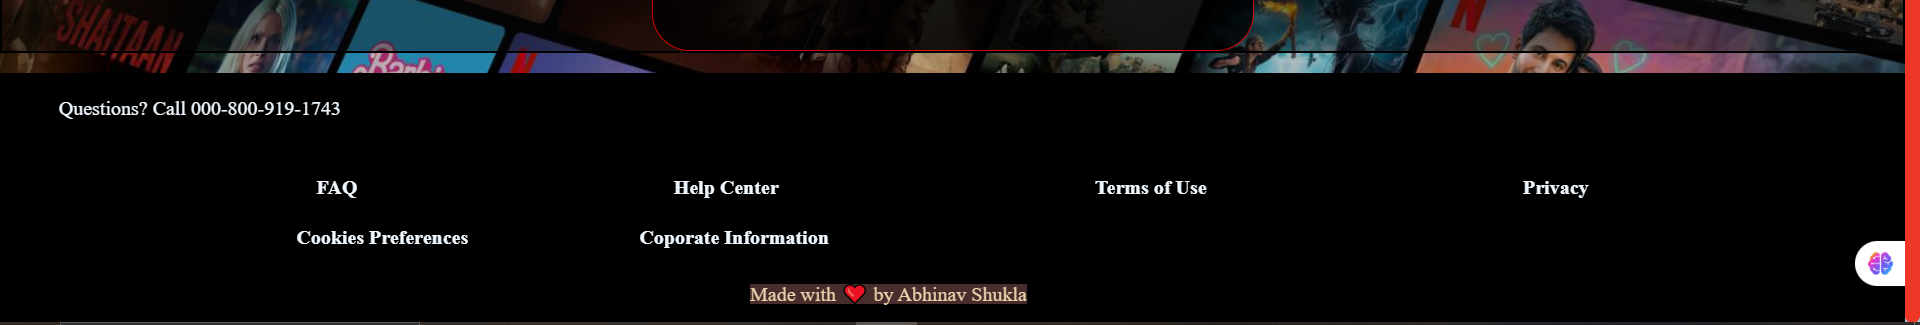 SHAITAAN
Barbi
N
N
Questions? Call 000-800-919-1743
FAQ
Help Center
Terms of Use
Privacy
Cookies Preferences
Coporate Information
Made with ❤️ by Abhinav Shukla